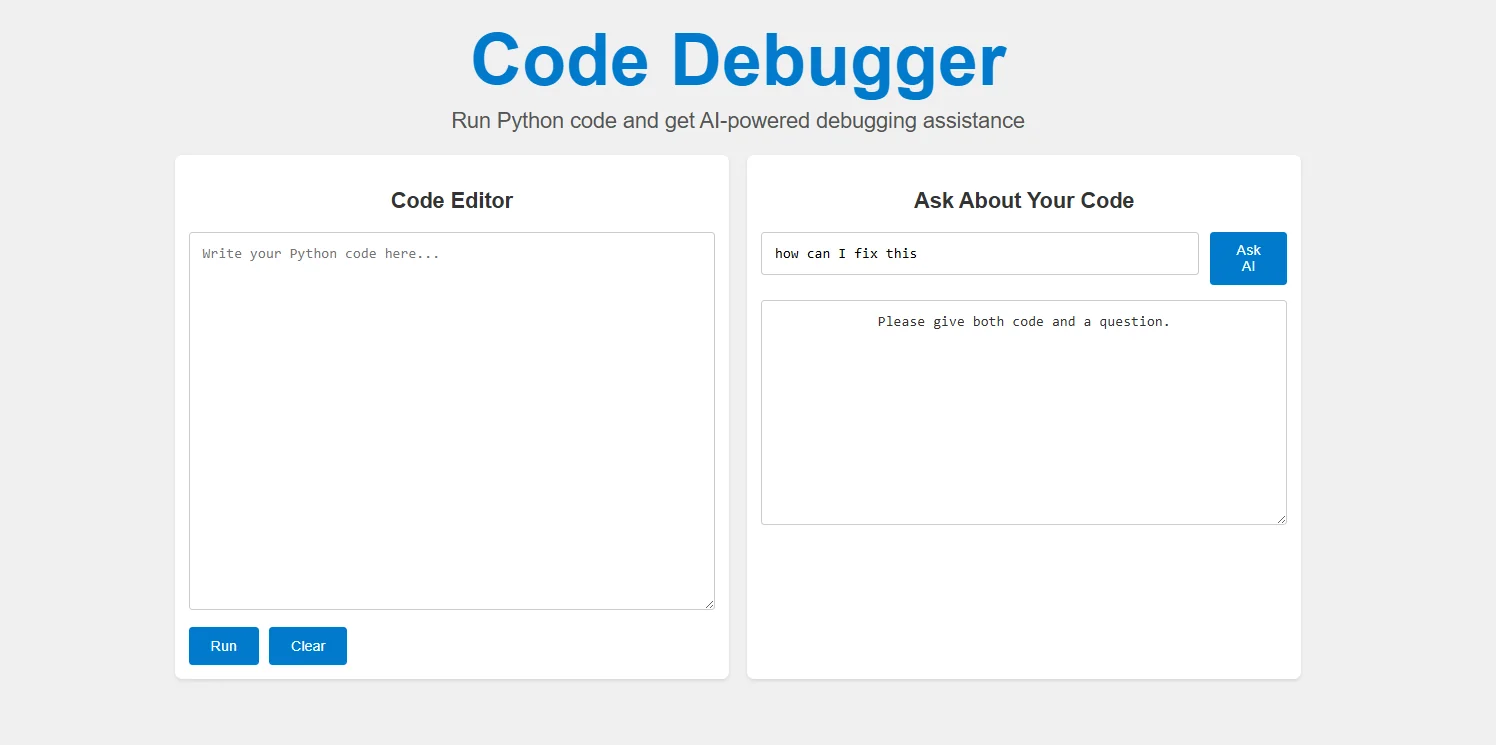 Code Debugger
Run Python code and get AI-powered debugging assistance
Code Editor
Write your Python code here...
Run
Clear
Ask About Your Code
how can I fix this
Ask
AI
Please give both code and a question.